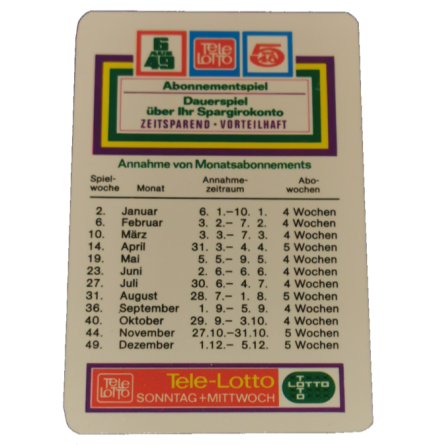 6 aus 49 TELE LOTTO 5 aus 45
Abonnementspiel
Dauerspiel
über Ihr Spargirokonto
ZEITSPAREND · VORTEILHAFT
Annahme von Monatsabonnements
Spiel- Annahme- Abo-
woche Monat zeitraum wochen
2. Januar 6. 1.–10. 1. 4 Wochen
6. Februar 3. 2.– 7. 2. 4 Wochen
10. März 3. 3.– 7. 3. 4 Wochen
14. April 31. 3.– 4. 4. 5 Wochen
19. Mai 5. 5.– 9. 5. 4 Wochen
23. Juni 2. 6.– 6. 6. 4 Wochen
27. Juli 30. 6.– 4. 7. 4 Wochen
31. August 28. 7.– 1. 8. 5 Wochen
36. September 1. 9.– 5. 9. 4 Wochen
40. Oktober 29. 9.– 3.10. 4 Wochen
44. November 27.10.–31.10. 5 Wochen
49. Dezember 1.12.– 5.12. 5 Wochen
TELE LOTTO Tele-Lotto LOTTO TOTO
SONNTAG + MITTWOCH